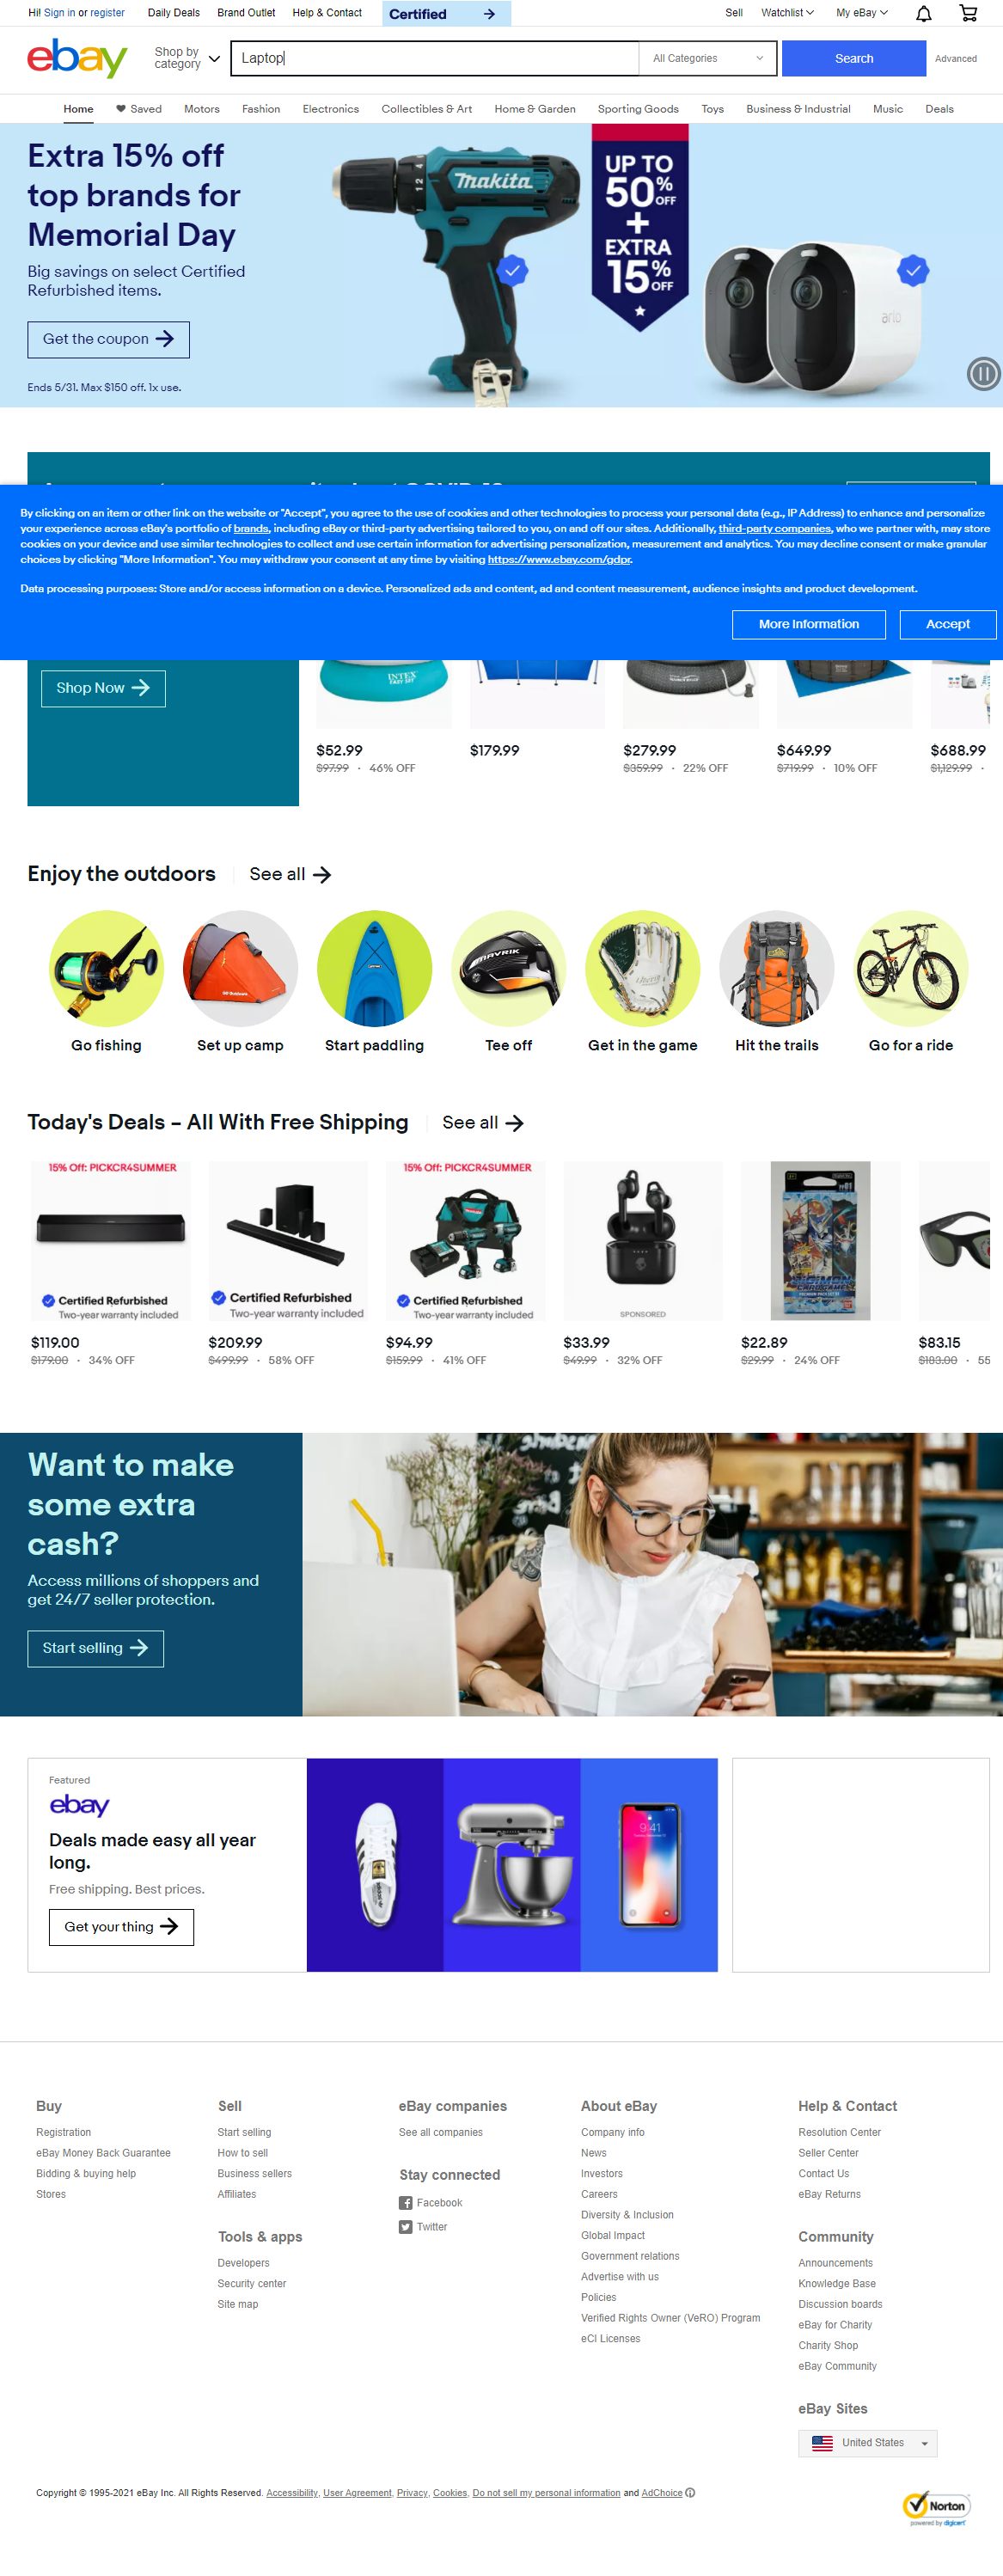 Hi! Sign in or register
Daily Deals
Brand Outlet
Help & Contact
Certified
Sell
Watchlist
My eBay
ebay
Shop by
category
Laptop
All Categories
Search
Advanced
Home
Saved
Motors
Fashion
Electronics
Collectibles & Art
Home & Garden
Sporting Goods
Toys
Business & Industrial
Music
Deals
Extra 15% off
top brands for
Memorial Day
Big savings on select Certified
Refurbished items.
Get the coupon
Ends 5/31. Max $150 off. 1x use.
makita
UP TO
50% OFF
+
EXTRA
15% OFF
arlo
By clicking on an item or other link on the website or "Accept", you agree to the use of cookies and other technologies to process your personal data (e.g., IP Address) to enhance and personalize
your experience across eBay's portfolio of brands, including eBay or third-party advertising tailored to you, on and off our sites. Additionally, third-party companies, who we partner with, may store
cookies on your device and use similar technologies to collect and use certain information for advertising personalization, measurement and analytics. You may decline consent or make granular
choices by clicking "More Information". You may withdraw your consent at any time by visiting https://www.ebay.com/gdpr.
Data processing purposes: Store and/or access information on a device. Personalized ads and content, ad and content measurement, audience insights and product development.
More Information
Accept
Shop Now
INTEX
EASY SET
$52.99
$97.99 · 46% OFF
$179.99
$279.99
$359.99 · 22% OFF
$649.99
$719.99 · 10% OFF
$688.99
$1,129.99 ·
Enjoy the outdoors
See all
MAVRIK
Go fishing
Set up camp
Start paddling
Tee off
Get in the game
Hit the trails
Go for a ride
Today's Deals – All With Free Shipping
See all
15% Off: PICKCR4SUMMER
Certified Refurbished
Two-year warranty included
$119.00
$179.00 · 34% OFF
Certified Refurbished
Two-year warranty included
$209.99
$499.99 · 58% OFF
15% Off: PICKCR4SUMMER
Certified Refurbished
Two-year warranty included
$94.99
$159.99 · 41% OFF
SPONSORED
$33.99
$49.99 · 32% OFF
$22.89
$29.99 · 24% OFF
$83.15
$183.00 · 55
Want to make
some extra
cash?
Access millions of shoppers and
get 24/7 seller protection.
Start selling
Featured
ebay
Deals made easy all year
long.
Free shipping. Best prices.
Get your thing
9:41
Buy
Registration
eBay Money Back Guarantee
Bidding & buying help
Stores
Sell
Start selling
How to sell
Business sellers
Affiliates
Tools & apps
Developers
Security center
Site map
eBay companies
See all companies
Stay connected
Facebook
Twitter
About eBay
Company info
News
Investors
Careers
Diversity & Inclusion
Global Impact
Government relations
Advertise with us
Policies
Verified Rights Owner (VeRO) Program
eCI Licenses
Help & Contact
Resolution Center
Seller Center
Contact Us
eBay Returns
Community
Announcements
Knowledge Base
Discussion boards
eBay for Charity
Charity Shop
eBay Community
eBay Sites
United States
Copyright © 1995-2021 eBay Inc. All Rights Reserved. Accessibility, User Agreement, Privacy, Cookies, Do not sell my personal information and AdChoice
Norton
powered by digicert